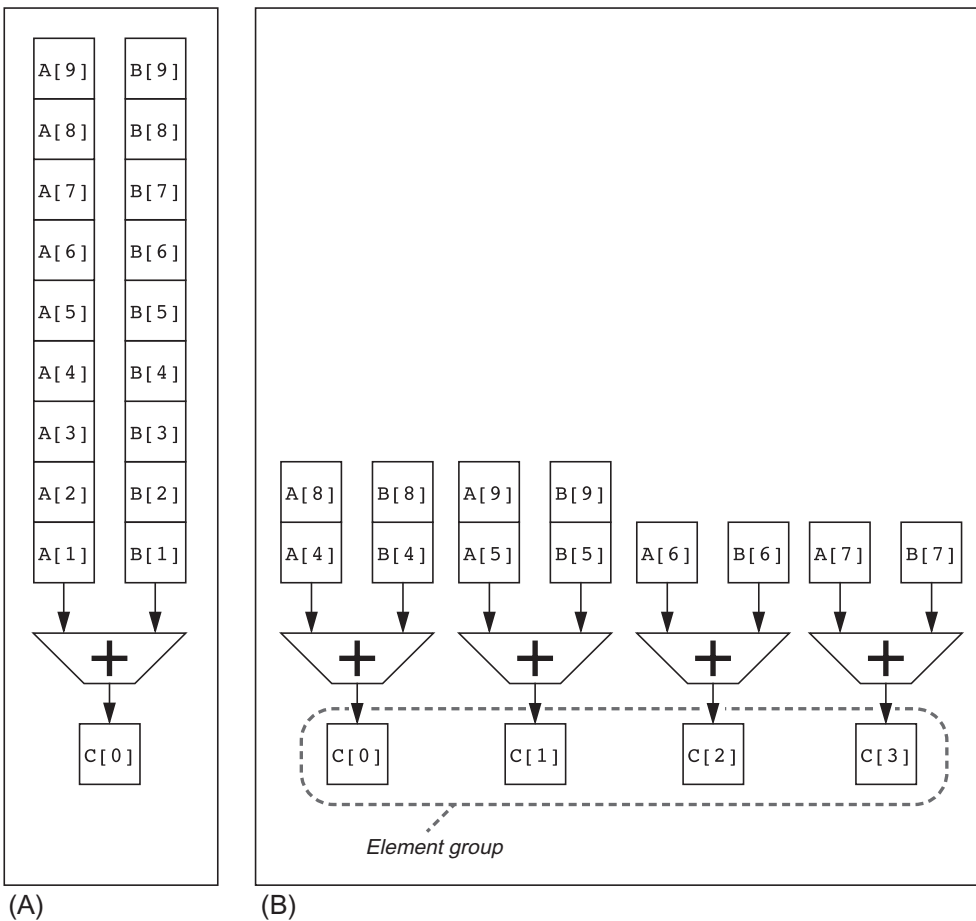 A[9] B[9]
A[8] B[8]
A[7] B[7]
A[6] B[6]
A[5] B[5]
A[4] B[4]
A[3] B[3]
A[2] B[2]
A[1] B[1]
+
C[0]
(A)
A[8] B[8] A[9] B[9]
A[4] B[4] A[5] B[5] A[6] B[6] A[7] B[7]
+ + + +
C[0] C[1] C[2] C[3]
Element group
(B)